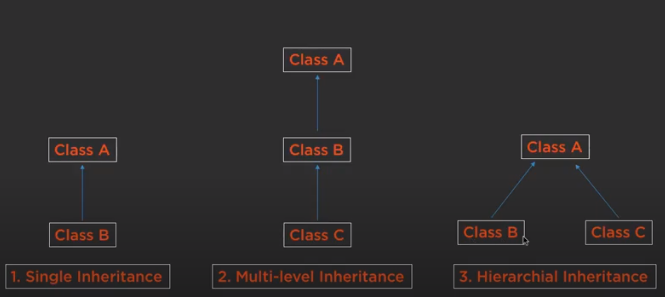 Class A
Class B
1. Single Inheritance
Class A
Class B
Class C
2. Multi-level Inheritance
Class A
Class B
Class C
3. Hierarchial Inheritance